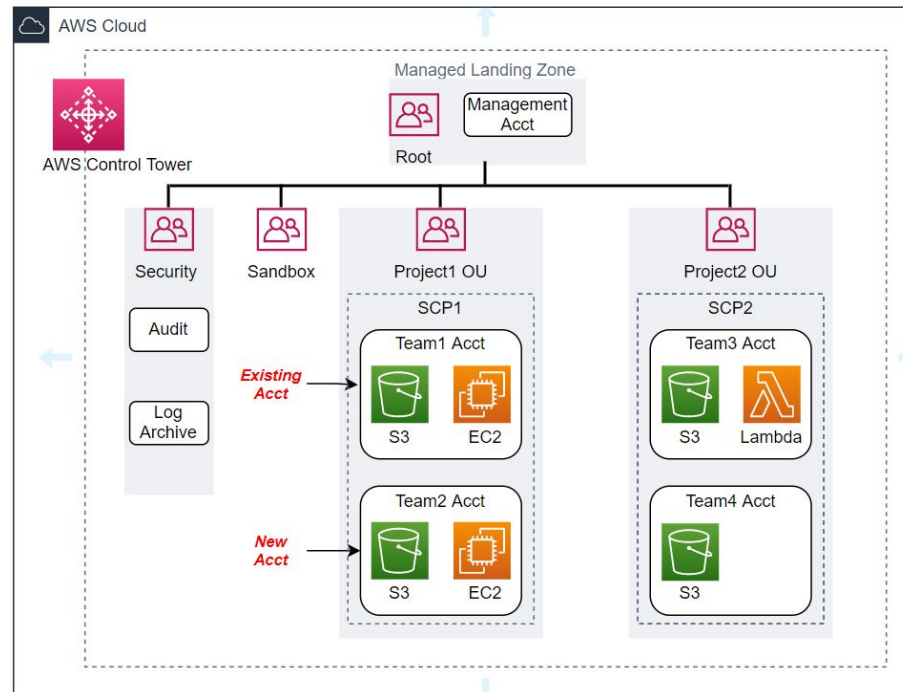 AWS Cloud
Managed Landing Zone
Management
Acct
Root
AWS Control Tower
Security
Sandbox
Project1 OU
Project2 OU
Audit
Log
Archive
SCP1
Team1 Acct
S3
EC2
Existing
Acct
Team2 Acct
S3
EC2
New
Acct
SCP2
Team3 Acct
S3
Lambda
Team4 Acct
S3